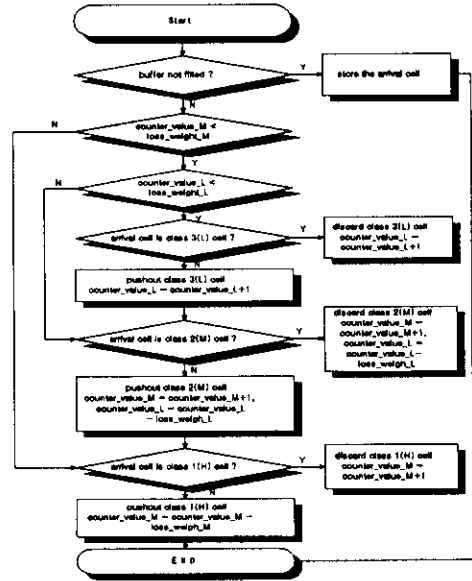 Start
buffer not filled ?
Y
store the arrival cell
N
N
counter_value_M <
loss_weight_M
Y
N
counter_value_L <
loss_weight_L
Y
arrival cell is class 3(L) cell ?
Y
discard class 3(L) cell
counter_value_L =
counter_value_L+1
N
pushout class 3(L) cell
counter_value_L = counter_value_L+1
arrival cell is class 2(M) cell ?
Y
discard class 2(M) cell
counter_value_M =
counter_value_M+1,
counter_value_L =
counter_value_L-
loss_weigh_L
N
pushout class 2(M) cell
counter_value_M = counter_value_M+1,
counter_value_L = counter_value_L
- loss_weigh_L
arrival cell is class 1(H) cell ?
Y
discard class 1(H) cell
counter_value_M =
counter_value_M+1
N
pushout class 1(H) cell
counter_value_M = counter_value_M -
loss_weigh_M
E N D